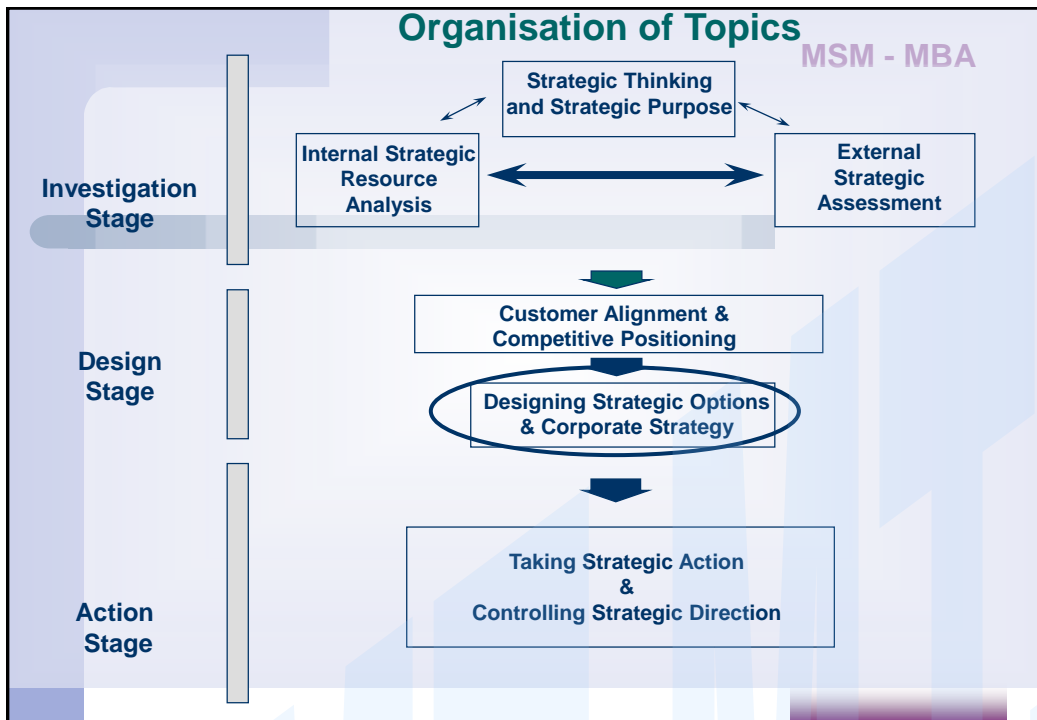 Organisation of Topics
MSM - MBA
Strategic Thinking
and Strategic Purpose
Internal Strategic
Resource
Analysis
External
Strategic
Assessment
Investigation
Stage
Customer Alignment &
Competitive Positioning
Design
Stage
Designing Strategic Options
& Corporate Strategy
Taking Strategic Action
&
Controlling Strategic Direction
Action
Stage